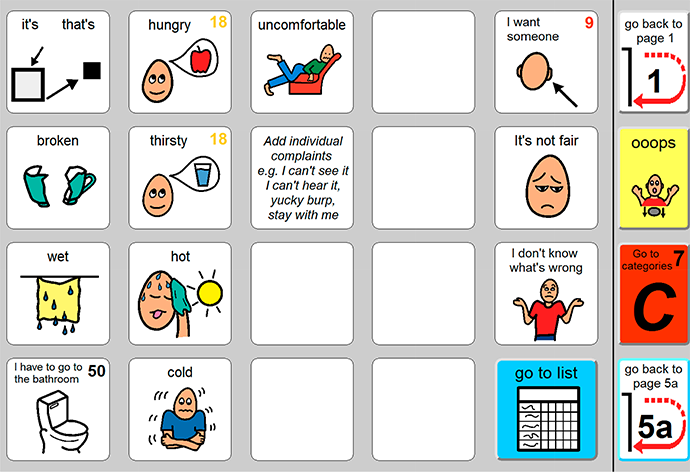 it's that's
hungry 18
uncomfortable
I want
someone
9
go back to
page 1
1
broken
thirsty 18
Add individual
complaints
e.g. I can't see it
I can't hear it,
yucky burp,
stay with me
It's not fair
ooops
wet
hot
I don't know
what's wrong
Go to
categories
7
C
I have to go to
the bathroom
50
cold
go to list
go back to
page 5a
5a